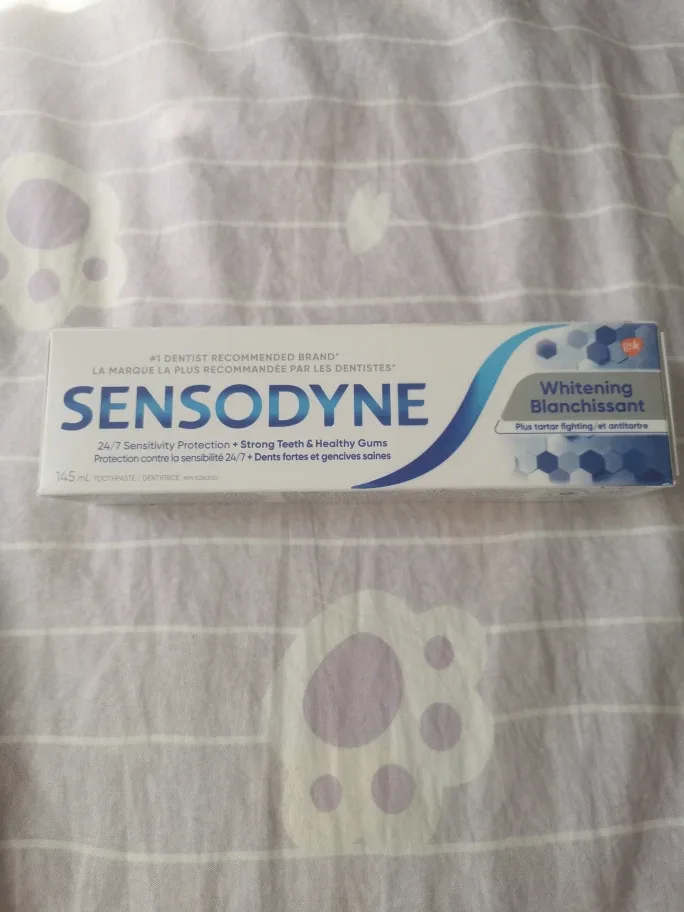 #1 DENTIST RECOMMENDED BRAND*
LA MARQUE LA PLUS RECOMMANDÉE PAR LES DENTISTES*
SENSODYNE
24/7 Sensitivity Protection + Strong Teeth & Healthy Gums
Protection contre la sensibilité 24/7 + Dents fortes et gencives saines
145 mL TOOTHPASTE / DENTIFRICE
gsk
Whitening
Blanchissant
Plus tartar fighting/et antitartre